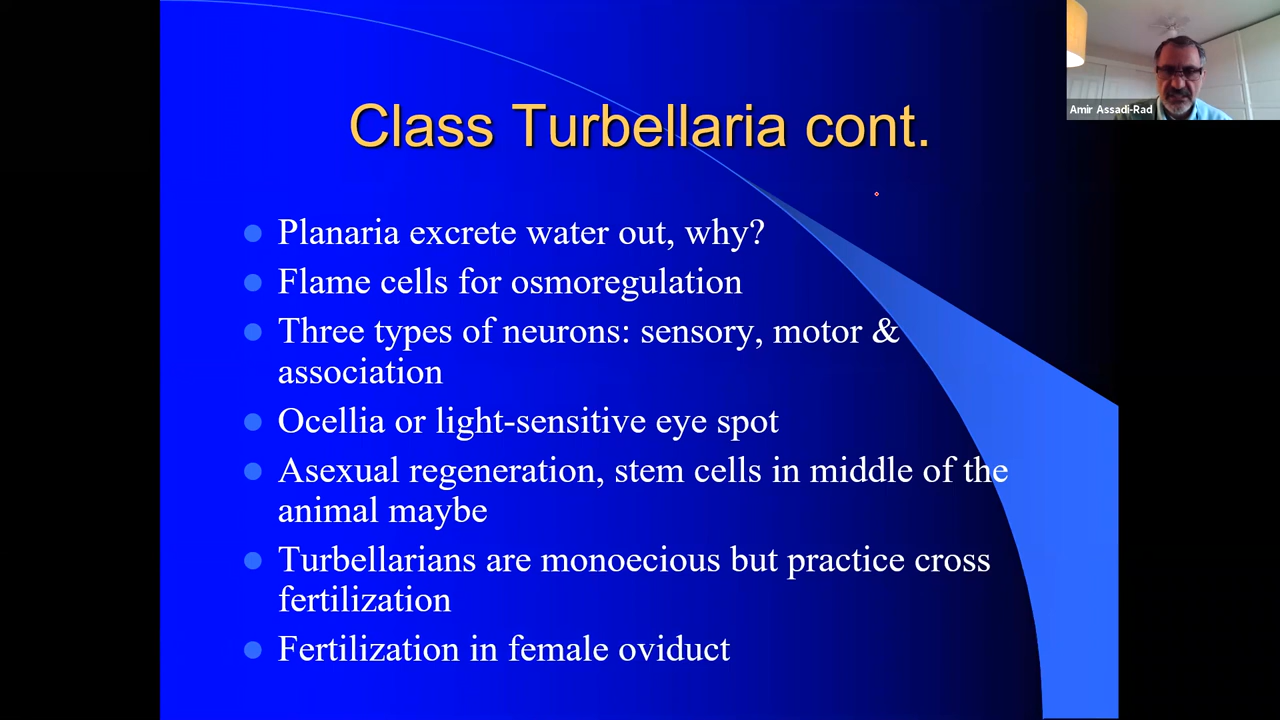 Amir Assadi-Rad
Class Turbellaria cont.
Planaria excrete water out, why?
Flame cells for osmoregulation
Three types of neurons: sensory, motor &
association
Ocellia or light-sensitive eye spot
Asexual regeneration, stem cells in middle of the
animal maybe
Turbellarians are monoecious but practice cross
fertilization
Fertilization in female oviduct